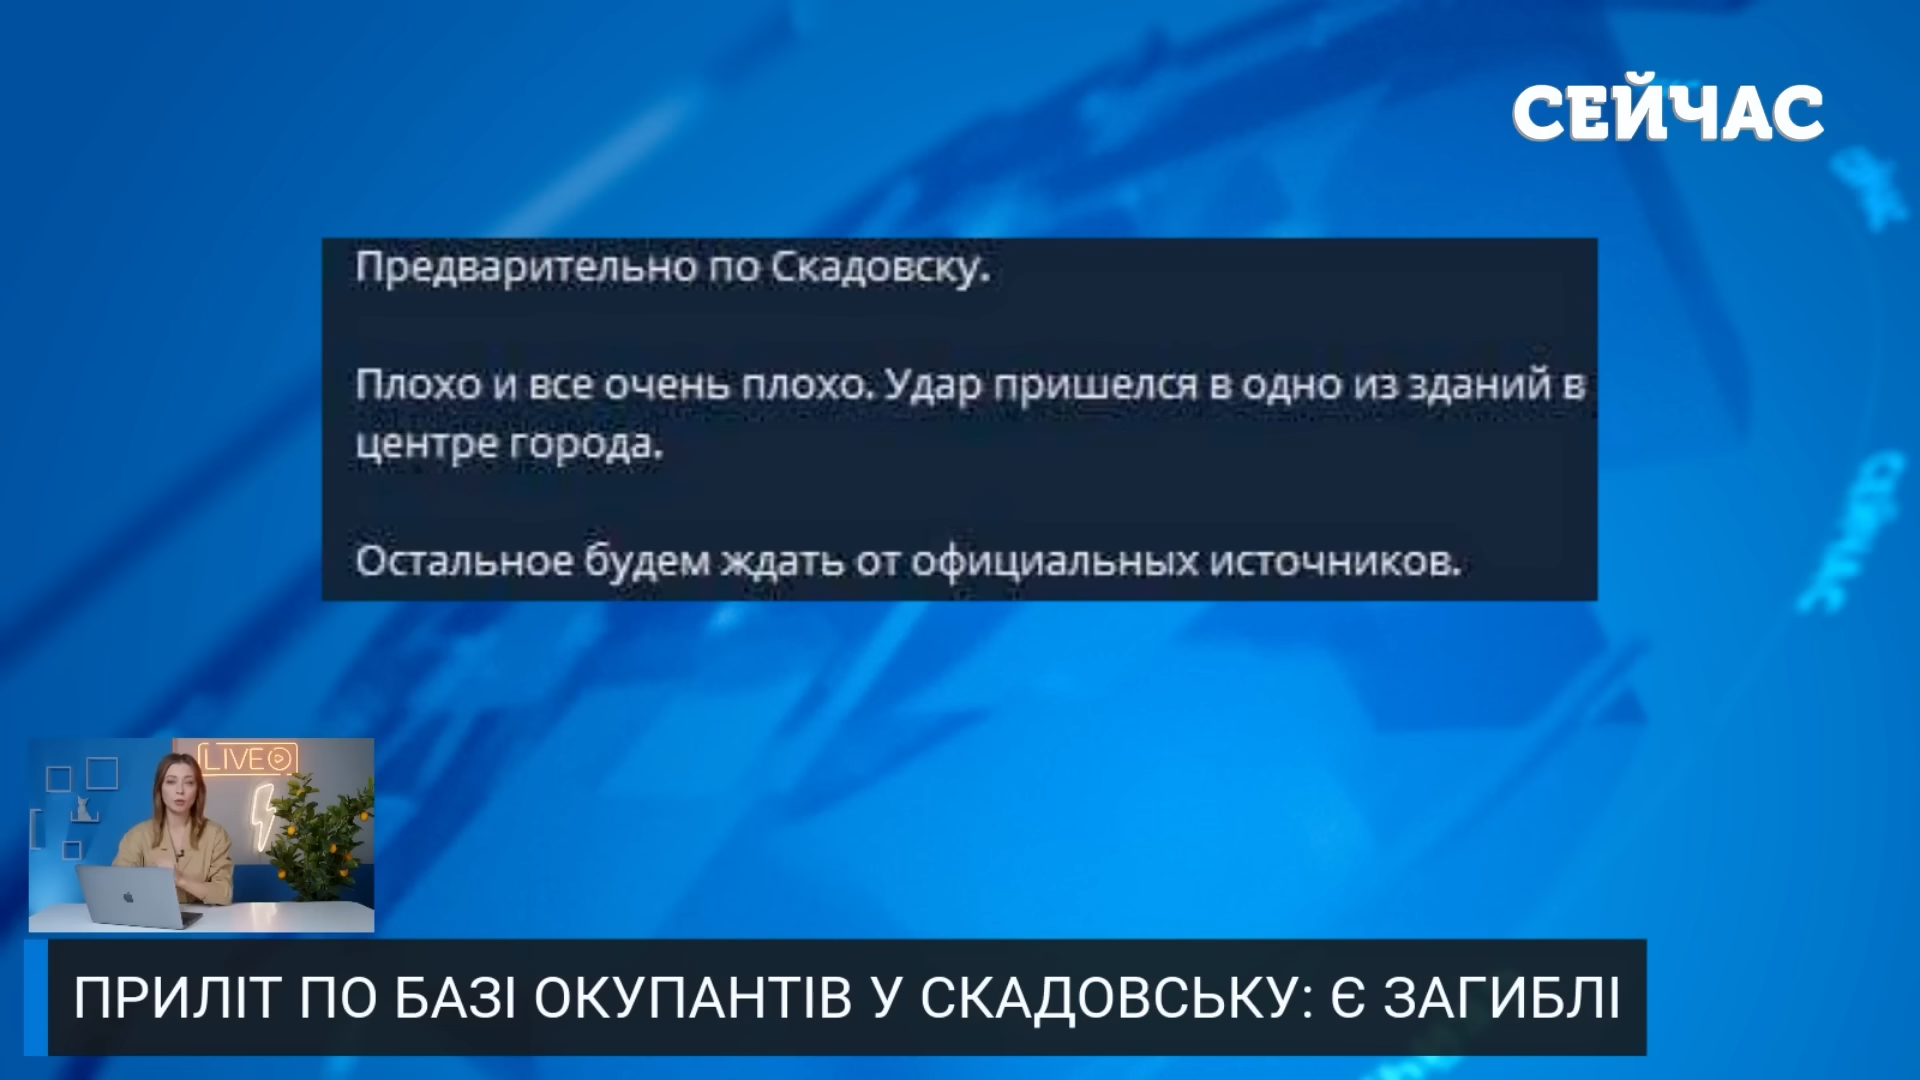 СЕЙЧАС
Предварительно по Скадовску.
Плохо и все очень плохо. Удар пришелся в одно из зданий в
центре города.
Остальное будем ждать от официальных источников.
LIVE
ПРИЛІТ ПО БАЗІ ОКУПАНТІВ У СКАДОВСЬКУ: Є ЗАГИБЛІ